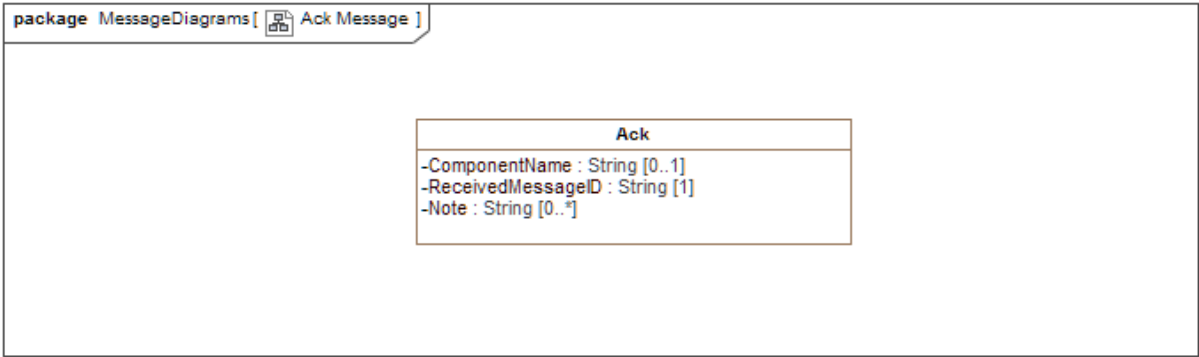 package MessageDiagrams [ Ack Message ]
Ack
-ComponentName : String [0..1]
-ReceivedMessageID : String [1]
-Note : String [0..*]